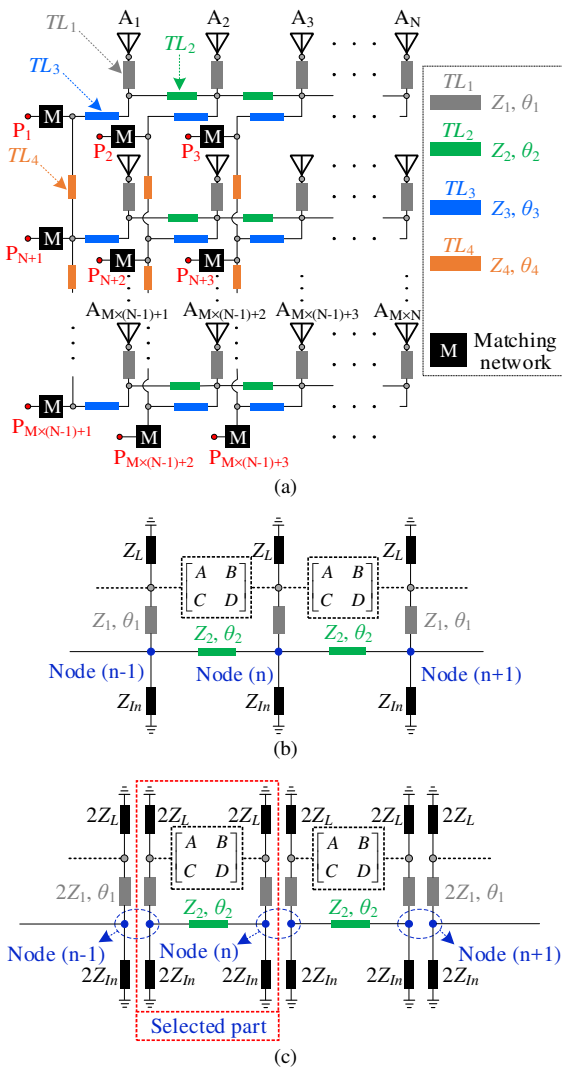 A1 A2 A3 AN
TL1
TL2
TL3
P1 M
P2 M P3 M
TL4
PN+1 M
PN+2 M PN+3 M
AM×(N-1)+1 AM×(N-1)+2 AM×(N-1)+3 AM×N
PM×(N-1)+1 M
M M
PM×(N-1)+2 PM×(N-1)+3
TL1
Z1, θ1
TL2
Z2, θ2
TL3
Z3, θ3
TL4
Z4, θ4
M Matching network
(a)
ZL ZL ZL
A B A B
C D C D
Z1, θ1 Z2, θ2 Z2, θ2 Z1, θ1
Node (n-1) Node (n) Node (n+1)
ZIn ZIn ZIn
(b)
2ZL 2ZL 2ZL 2ZL 2ZL 2ZL
A B A B
C D C D
2Z1, θ1 Z2, θ2 Z2, θ2 2Z1, θ1
Node (n-1) Node (n) Node (n+1)
2ZIn 2ZIn 2ZIn 2ZIn 2ZIn 2ZIn
Selected part
(c)